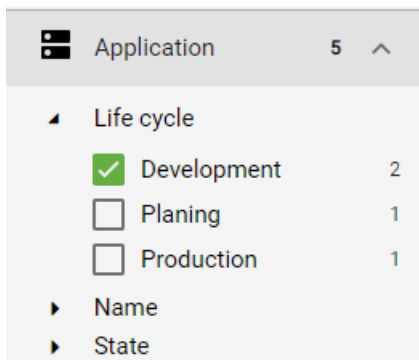 Application 5
Life cycle
Development 2
Planing 1
Production 1
Name
State